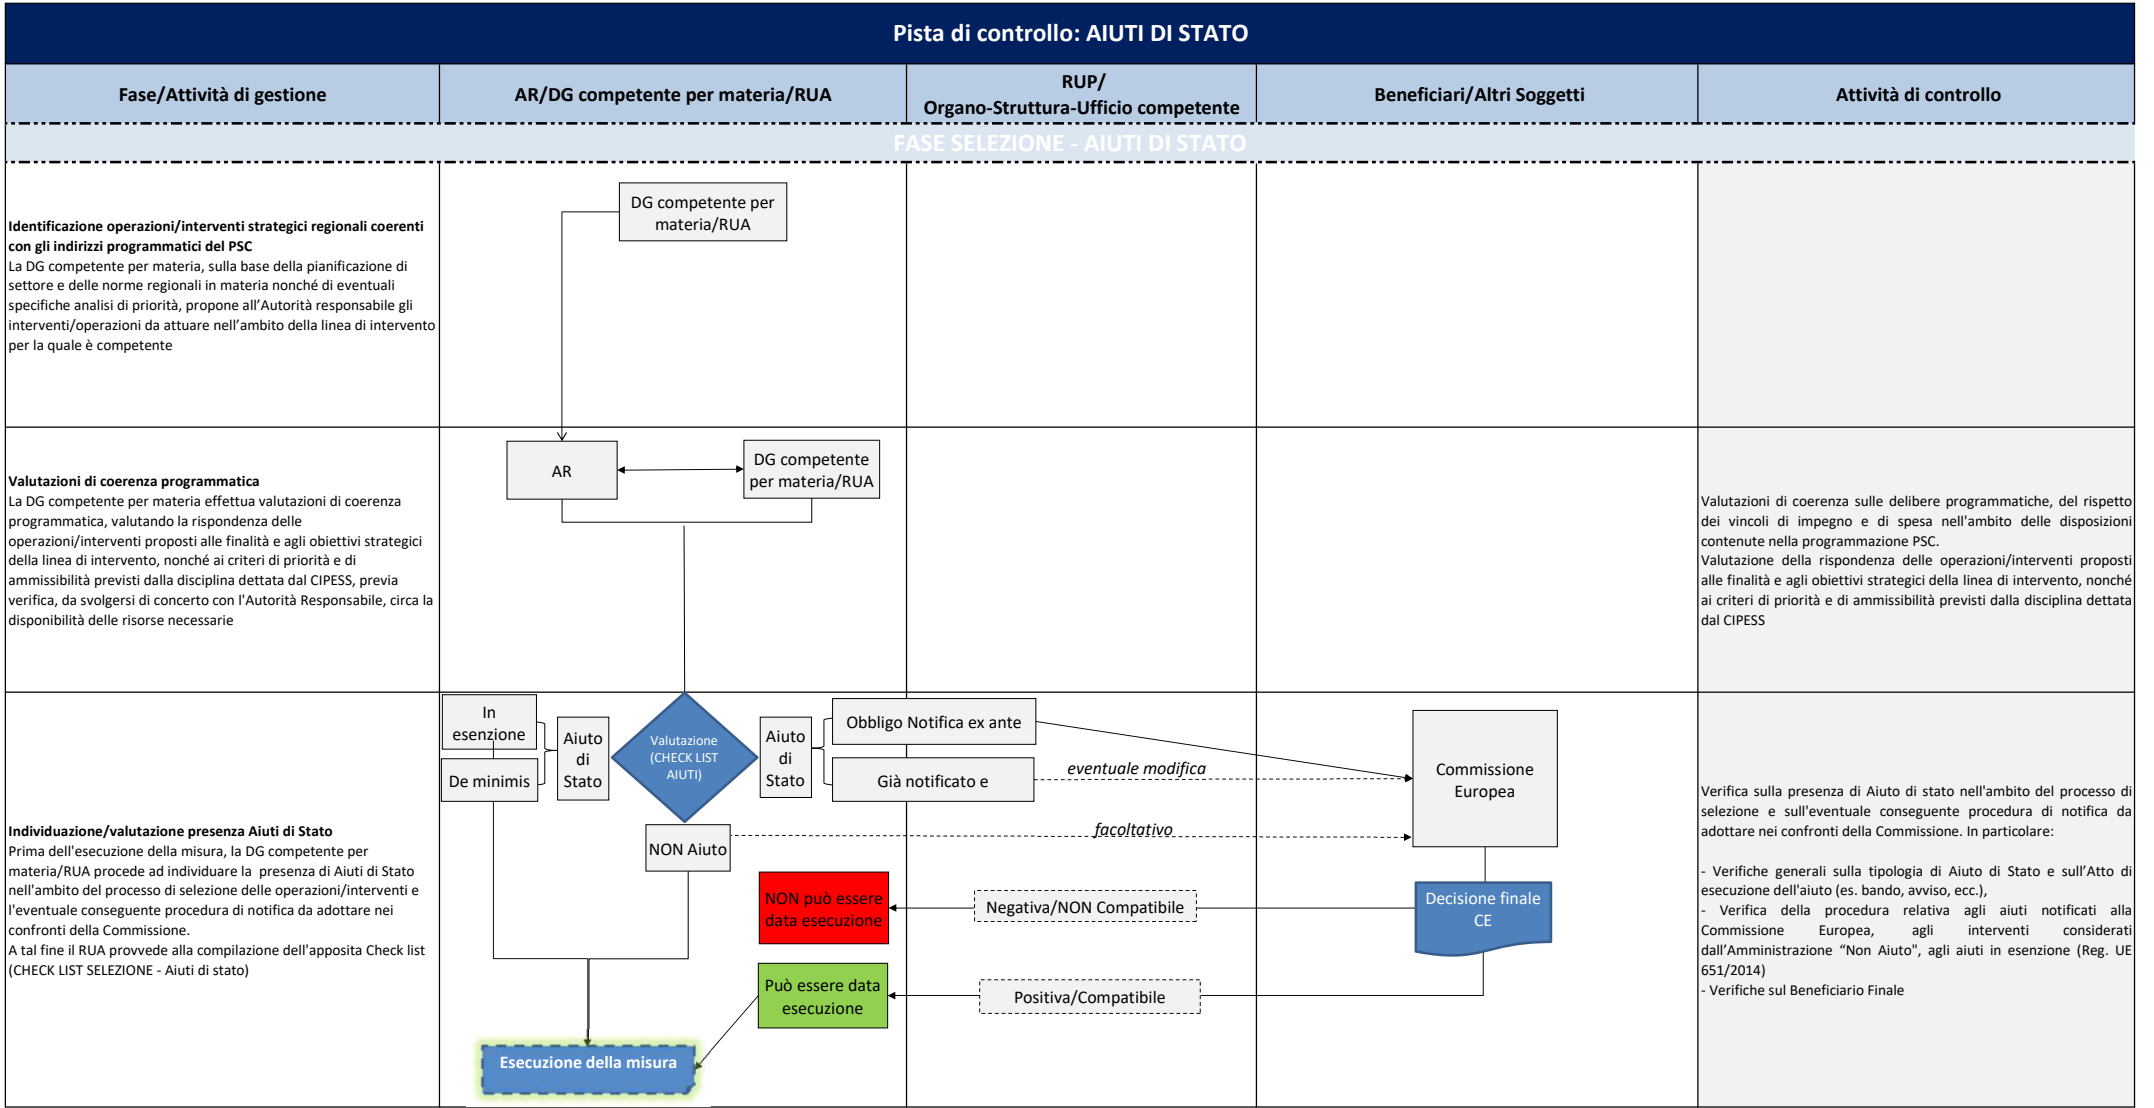 Pista di controllo: AIUTI DI STATO
Fase/Attività di gestione
AR/DG competente per materia/RUA
RUP/
Organo-Struttura-Ufficio competente
Beneficiari/Altri Soggetti
Attività di controllo
FASE SELEZIONE - AIUTI DI STATO
Identificazione operazioni/interventi strategici regionali coerenti
con gli indirizzi programmatici del PSC
La DG competente per materia, sulla base della pianificazione di
settore e delle norme regionali in materia nonché di eventuali
specifiche analisi di priorità, propone all'Autorità responsabile gli
interventi/operazioni da attuare nell'ambito della linea di intervento
per la quale è competente
DG competente per
materia/RUA
Valutazioni di coerenza programmatica
La DG competente per materia effettua valutazioni di coerenza
programmatica, valutando la rispondenza delle
operazioni/interventi proposti alle finalità e agli obiettivi strategici
della linea di intervento, nonché ai criteri di priorità e di
ammissibilità previsti dalla disciplina dettata dal CIPESS, previa
verifica, da svolgersi di concerto con l'Autorità Responsabile, circa la
disponibilità delle risorse necessarie
AR
DG competente
per materia/RUA
Valutazioni di coerenza sulle delibere programmatiche, del rispetto
dei vincoli di impegno e di spesa nell'ambito delle disposizioni
contenute nella programmazione PSC.
Valutazione della rispondenza delle operazioni/interventi proposti
alle finalità e agli obiettivi strategici della linea di intervento, nonché
ai criteri di priorità e di ammissibilità previsti dalla disciplina dettata
dal CIPESS
Individuazione/valutazione presenza Aiuti di Stato
Prima dell'esecuzione della misura, la DG competente per
materia/RUA procede ad individuare la  presenza di Aiuti di Stato
nell'ambito del processo di selezione delle operazioni/interventi e
l'eventuale conseguente procedura di notifica da adottare nei
confronti della Commissione.
A tal fine il RUA provvede alla compilazione dell'apposita Check list
(CHECK LIST SELEZIONE - Aiuti di stato)
In
esenzione
De minimis
Aiuto
di
Stato
Valutazione
(CHECK LIST
AIUTI)
Aiuto
di
Stato
Obbligo Notifica ex ante
Già notificato e
eventuale modifica
Commissione
Europea
NON Aiuto
facoltativo
NON può essere
data esecuzione
Negativa/NON Compatibile
Decisione finale
CE
Può essere data
esecuzione
Positiva/Compatibile
Esecuzione della misura
Verifica sulla presenza di Aiuto di stato nell'ambito del processo di
selezione e sull'eventuale conseguente procedura di notifica da
adottare nei confronti della Commissione. In particolare:
- Verifiche generali sulla tipologia di Aiuto di Stato e sull'Atto di
esecuzione dell'aiuto (es. bando, avviso, ecc.),
- Verifica della procedura relativa agli aiuti notificati alla
Commissione Europea, agli interventi considerati
dall'Amministrazione “Non Aiuto", agli aiuti in esenzione (Reg. UE
651/2014)
- Verifiche sul Beneficiario Finale